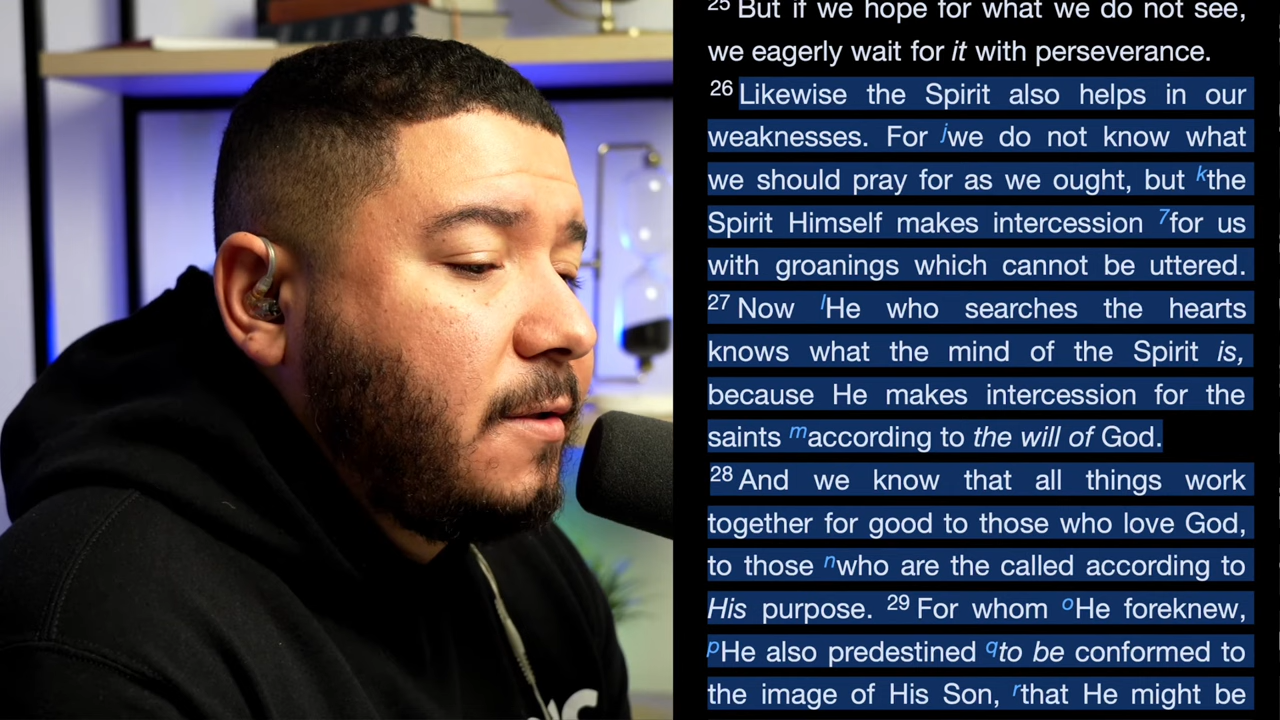 25 But if we hope for what we do not see,
we eagerly wait for it with perseverance.
26 Likewise the Spirit also helps in our
weaknesses. For jwe do not know what
we should pray for as we ought, but kthe
Spirit Himself makes intercession 7for us
with groanings which cannot be uttered.
27 Now lHe who searches the hearts
knows what the mind of the Spirit is,
because He makes intercession for the
saints maccording to the will of God.
28 And we know that all things work
together for good to those who love God,
to those nwho are the called according to
His purpose. 29 For whom oHe foreknew,
pHe also predestined qto be conformed to
the image of His Son, rthat He might be